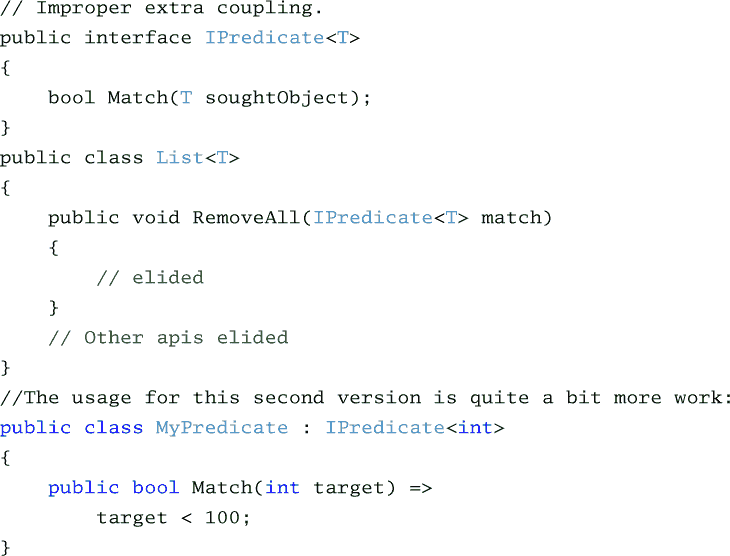 // Improper extra coupling.
public interface IPredicate<T>
{
    bool Match(T soughtObject);
}
public class List<T>
{
    public void RemoveAll(IPredicate<T> match)
    {
        // elided
    }
    // Other apis elided
}
//The usage for this second version is quite a bit more work:
public class MyPredicate : IPredicate<int>
{
    public bool Match(int target) =>
        target < 100;
}